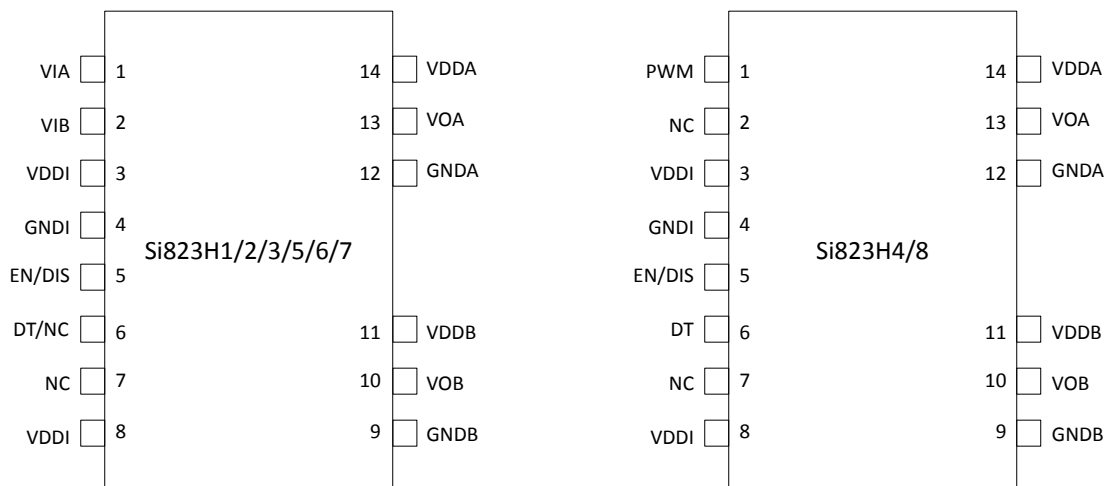 VIA 1 14 VDDA
VIB 2 13 VOA
VDDI 3 12 GNDA
GNDI 4
Si823H1/2/3/5/6/7
EN/DIS 5
DT/NC 6 11 VDDB
NC 7 10 VOB
VDDI 8 9 GNDB
PWM 1 14 VDDA
NC 2 13 VOA
VDDI 3 12 GNDA
GNDI 4
Si823H4/8
EN/DIS 5
DT 6 11 VDDB
NC 7 10 VOB
VDDI 8 9 GNDB